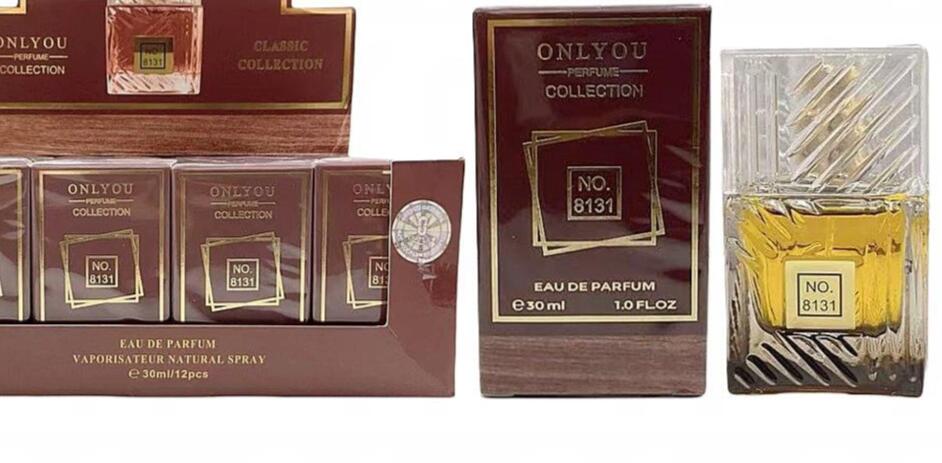 ONLYOU
PERFUME
COLLECTION
NO.
8131
CLASSIC
COLLECTION
ONLYOU
PERFUME
COLLECTION
NO.
8131
ONLYOU
PERFUME
COLLECTION
NO.
8131
EAU DE PARFUM
VAPORISATEUR NATURAL SPRAY
℮ 30ml/12pcs
ONLYOU
PERFUME
COLLECTION
NO.
8131
EAU DE PARFUM
℮ 30 ml 1.0 FL.OZ
NO.
8131